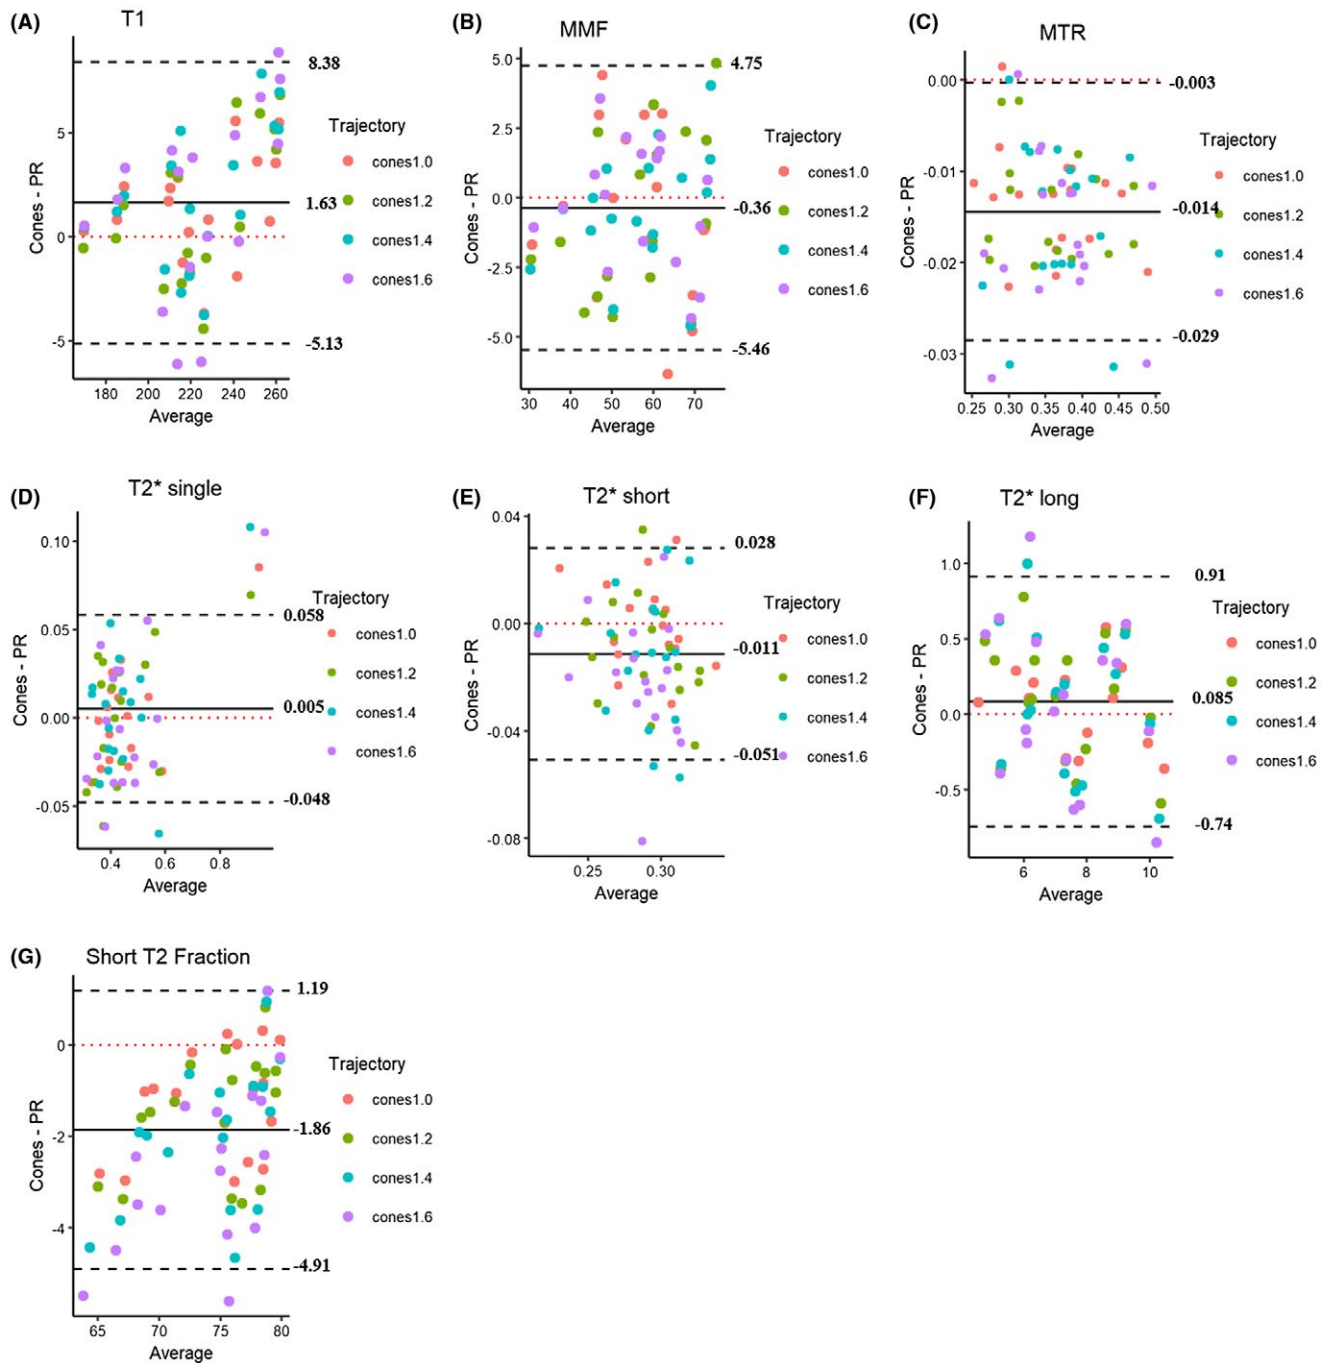 (A) T1
8.38
5
1.63
0
-5
-5.13
Cones - PR
180 200 220 240 260
Average
Trajectory
cones1.0
cones1.2
cones1.4
cones1.6
(B) MMF
5.0
4.75
2.5
0.0
-0.36
-2.5
-5.0
-5.46
Cones - PR
30 40 50 60 70
Average
Trajectory
cones1.0
cones1.2
cones1.4
cones1.6
(C) MTR
0.00
-0.003
-0.01
-0.014
-0.02
-0.029
-0.03
Cones - PR
0.25 0.30 0.35 0.40 0.45 0.50
Average
Trajectory
cones1.0
cones1.2
cones1.4
cones1.6
(D) T2* single
0.10
0.058
0.05
0.005
0.00
-0.048
-0.05
Cones - PR
0.4 0.6 0.8
Average
Trajectory
cones1.0
cones1.2
cones1.4
cones1.6
(E) T2* short
0.04
0.028
0.00
-0.011
-0.04
-0.051
-0.08
Cones - PR
0.25 0.30
Average
Trajectory
cones1.0
cones1.2
cones1.4
cones1.6
(F) T2* long
1.0
0.91
0.5
0.085
0.0
-0.5
-0.74
Cones - PR
6 8 10
Average
Trajectory
cones1.0
cones1.2
cones1.4
cones1.6
(G) Short T2 Fraction
1.19
0
-1.86
-2
-4
-4.91
Cones - PR
65 70 75 80
Average
Trajectory
cones1.0
cones1.2
cones1.4
cones1.6